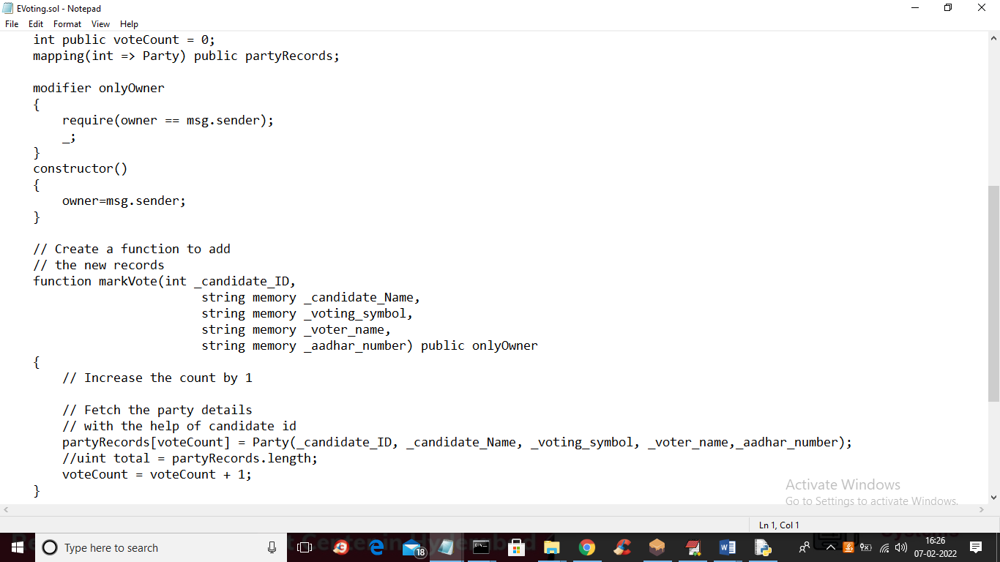 EVoting.sol - Notepad
File Edit Format View Help
int public voteCount = 0;
mapping(int => Party) public partyRecords;
modifier onlyOwner
{
require(owner == msg.sender);
_;
}
constructor()
{
owner=msg.sender;
}
// Create a function to add
// the new records
function markVote(int _candidate_ID,
string memory _candidate_Name,
string memory _voting_symbol,
string memory _voter_name,
string memory _aadhar_number) public onlyOwner
{
// Increase the count by 1
// Fetch the party details
// with the help of candidate id
partyRecords[voteCount] = Party(_candidate_ID, _candidate_Name, _voting_symbol, _voter_name,_aadhar_number);
//uint total = partyRecords.length;
voteCount = voteCount + 1;
}
Activate Windows
Go to Settings to activate Windows.
Ln 1, Col 1
Type here to search
18
16:26
07-02-2022